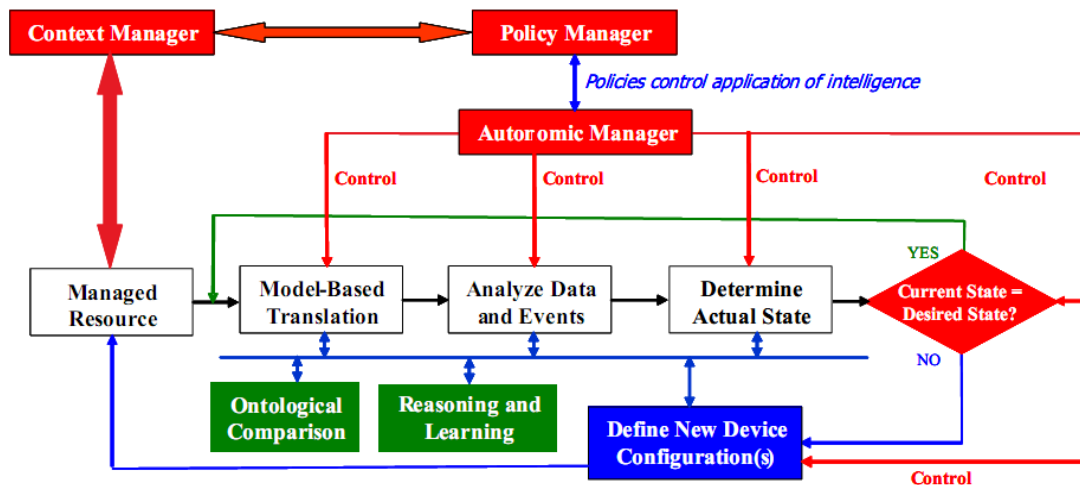 Context Manager
Policy Manager
Policies control application of intelligence
Autonomic Manager
Control
Control
Control
Control
YES
Managed
Resource
Model-Based
Translation
Analyze Data
and Events
Determine
Actual State
Current State =
Desired State?
NO
Ontological
Comparison
Reasoning and
Learning
Define New Device
Configuration(s)
Control